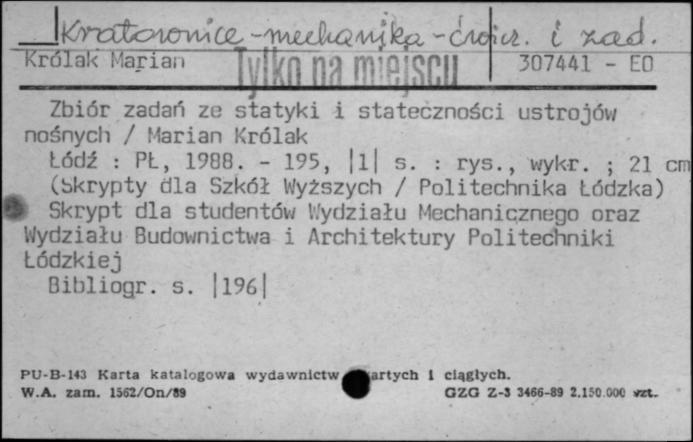 Kratownice - mechanika - ćwicz. i zad.
Królak Marian
Tylko na miejscu
307441 - EO
Zbiór zadań ze statyki i stateczności ustrojów
nośnych / Marian Królak
Łódź : PŁ, 1988. - 195, |1| s. : rys., wykr. ; 21 cm
(Skrypty dla Szkół Wyższych / Politechnika Łódzka)
Skrypt dla studentów Wydziału Mechanicznego oraz
Wydziału Budownictwa i Architektury Politechniki
Łódzkiej
Bibliogr. s. |196|
PU-B-143 Karta katalogowa wydawnictw artych i ciągłych.
W.A. zam. 1562/On/89
GZG Z-3 3466-89 2.150.000 szt.